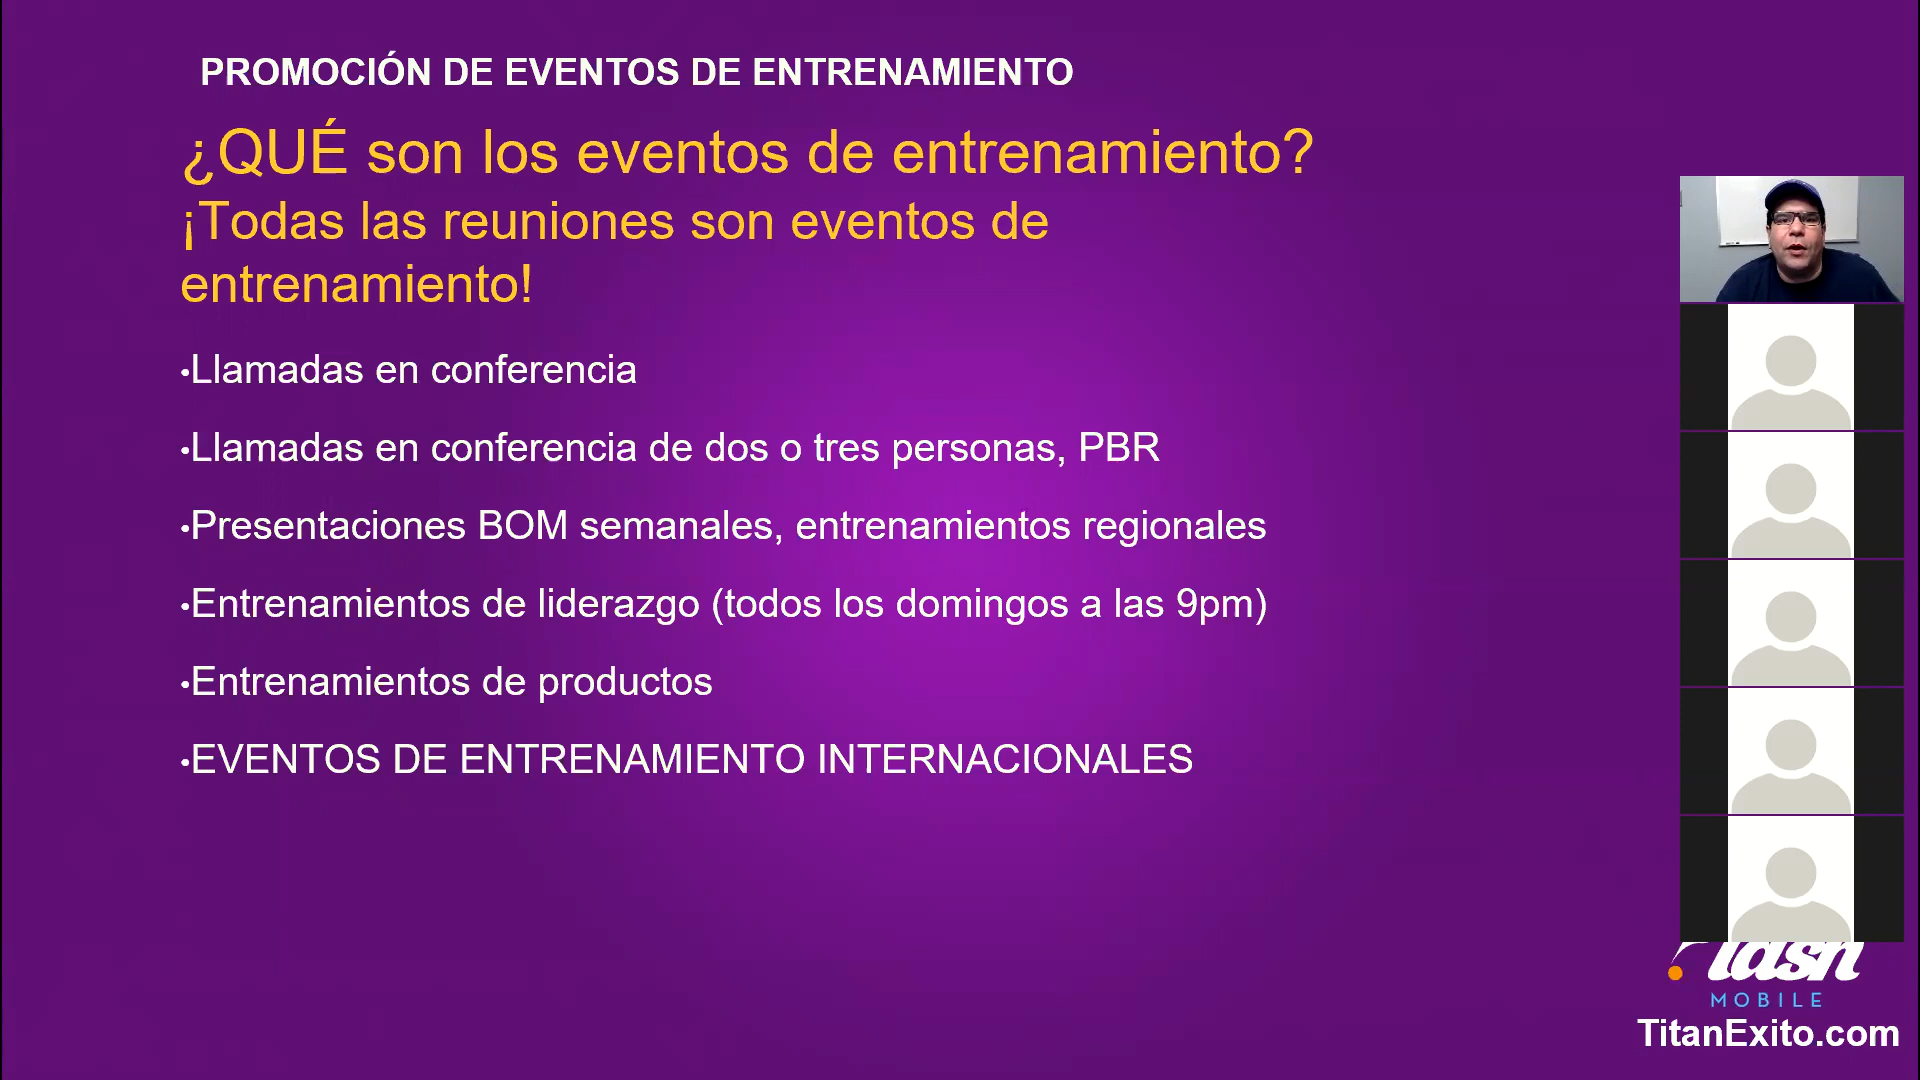 PROMOCIÓN DE EVENTOS DE ENTRENAMIENTO
¿QUÉ son los eventos de entrenamiento?
¡Todas las reuniones son eventos de
entrenamiento!
•Llamadas en conferencia
•Llamadas en conferencia de dos o tres personas, PBR
•Presentaciones BOM semanales, entrenamientos regionales
•Entrenamientos de liderazgo (todos los domingos a las 9pm)
•Entrenamientos de productos
•EVENTOS DE ENTRENAMIENTO INTERNACIONALES
MOBILE
TitanExito.com